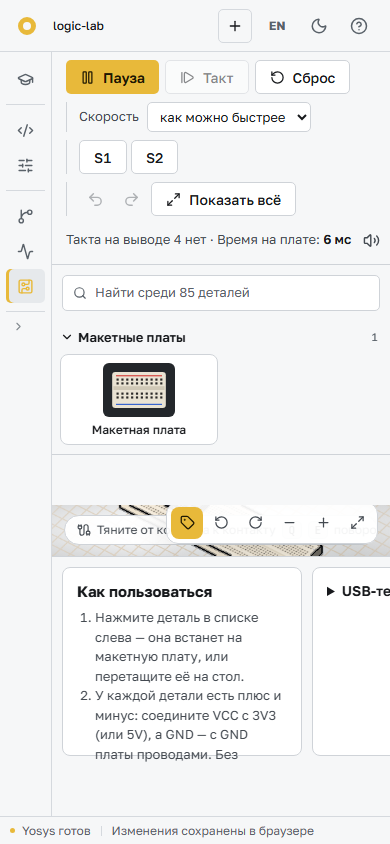 logic-lab
EN
Пауза
Такт
Сброс
Скорость
как можно быстрее
S1
S2
Показать всё
Такта на выводе 4 нет · Время на плате: 6 мс
Найти среди 85 деталей
Макетные платы
1
Макетная плата
Тяните от ко
Как пользоваться
1. Нажмите деталь в списке
слева — она встанет на
макетную плату, или
перетащите её на стол.
2. У каждой детали есть плюс и
минус: соедините VCC с 3V3
(или 5V), а GND — с GND
платы проводами. Без
USB-те
Yosys готов
Изменения сохранены в браузере